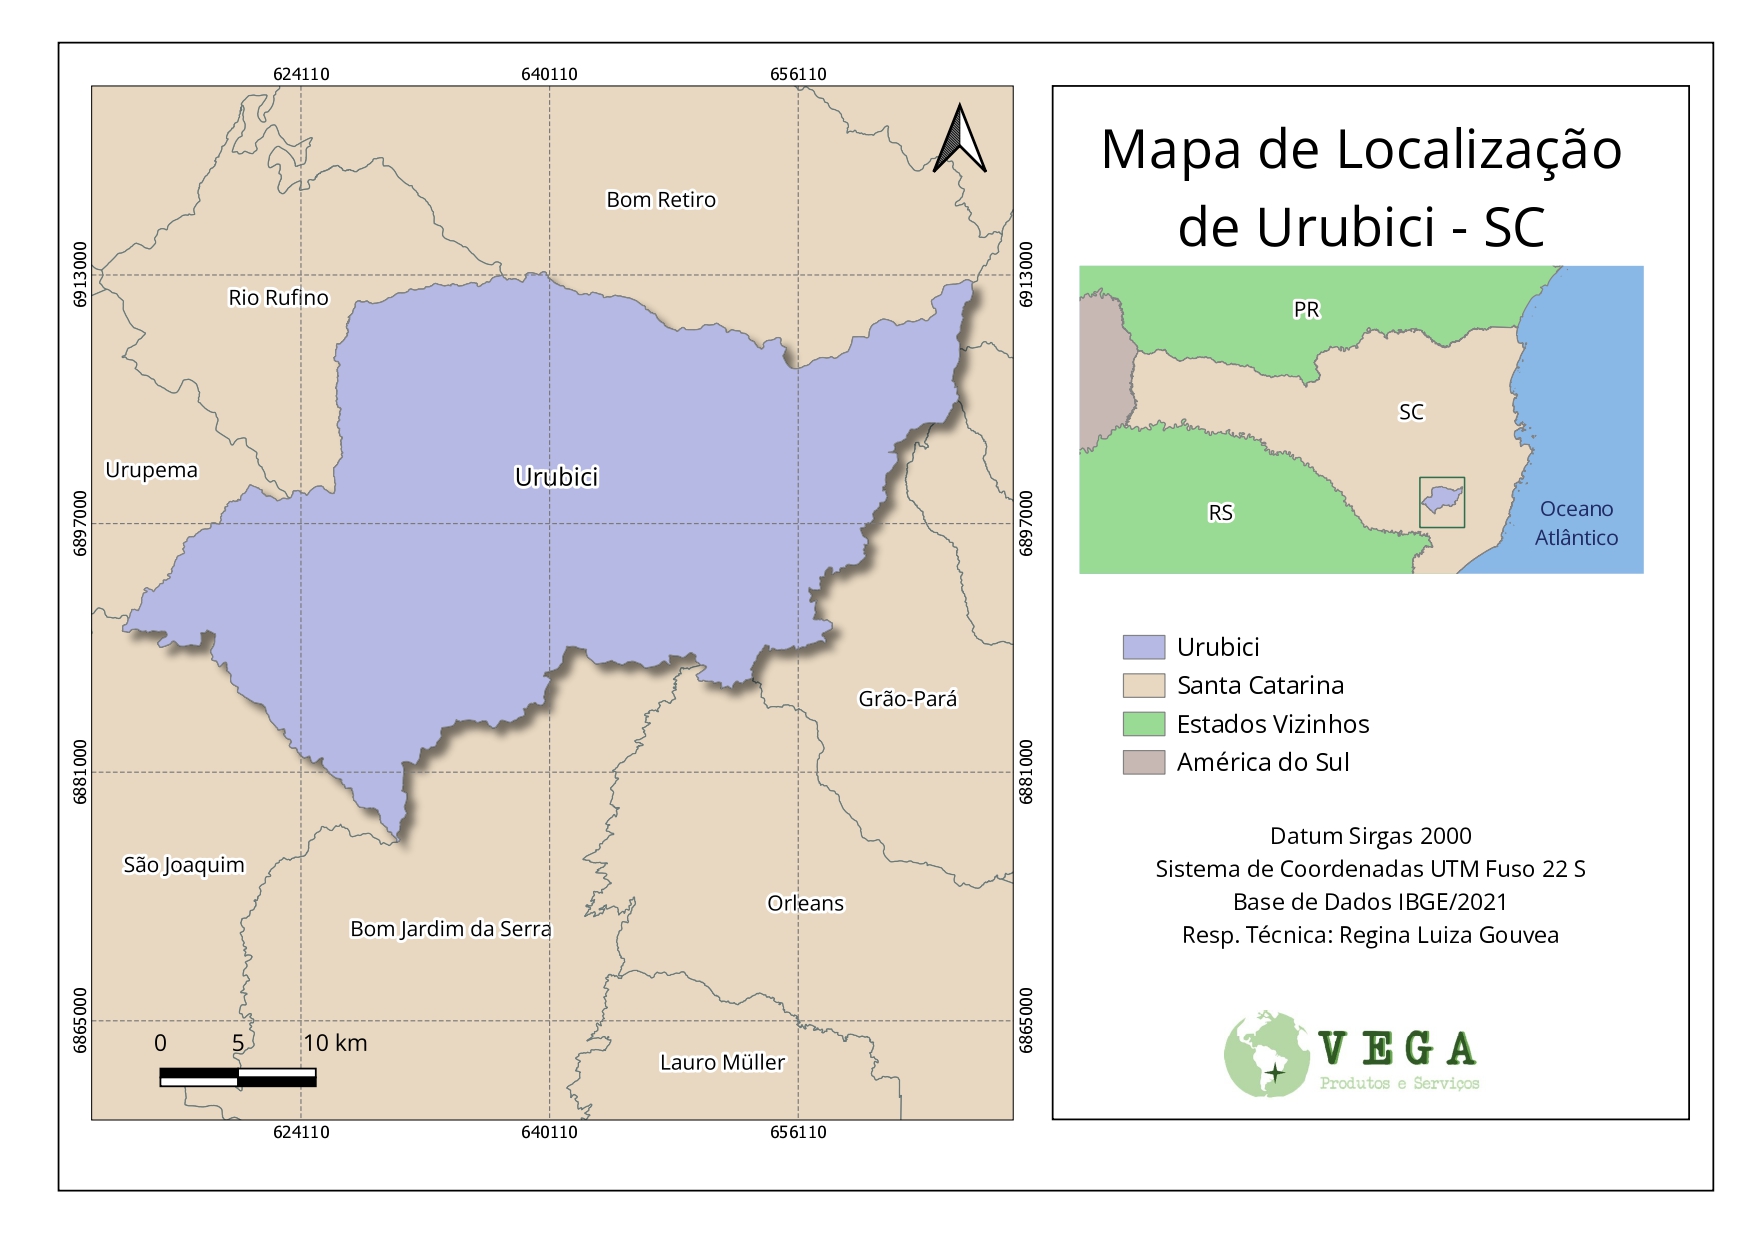 624110
640110
656110
6913000
6913000
6897000
6897000
6881000
6881000
6865000
6865000
Bom Retiro
Rio Rufino
Urupema
Urubici
Grão-Pará
São Joaquim
Orleans
Bom Jardim da Serra
Lauro Müller
0 5 10 km
624110
640110
656110
Mapa de Localização
de Urubici - SC
PR
SC
RS
Oceano
Atlântico
Urubici
Santa Catarina
Estados Vizinhos
América do Sul
Datum Sirgas 2000
Sistema de Coordenadas UTM Fuso 22 S
Base de Dados IBGE/2021
Resp. Técnica: Regina Luiza Gouvea
VEGA
Produtos e Serviços